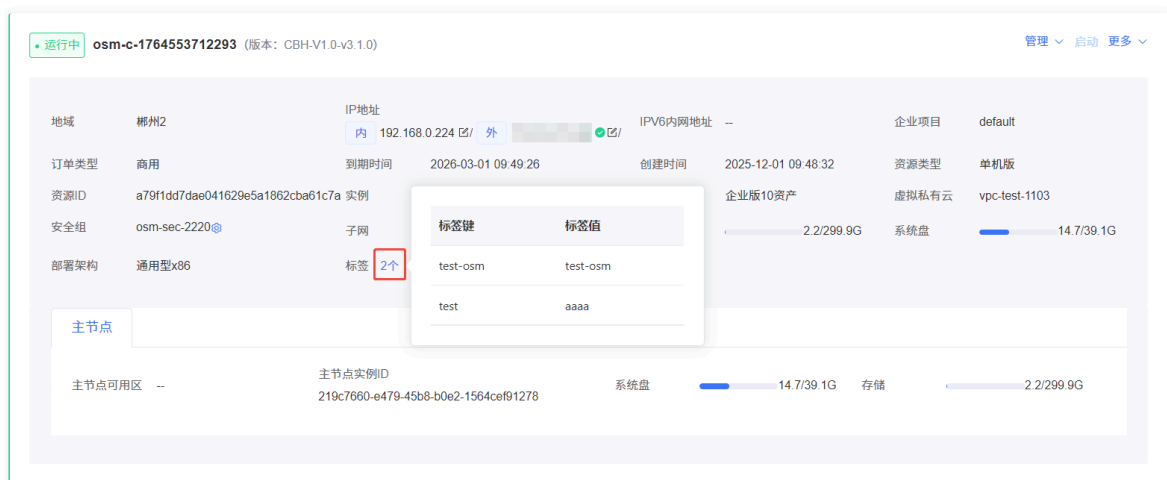 运行中 osm-c-1764553712293 (版本：CBH-V1.0-v3.1.0) 管理 启动 更多
地域 郴州2 IP地址 内 192.168.0.224 / 外 / IPV6内网地址 -- 企业项目 default
订单类型 商用 到期时间 2026-03-01 09:49:26 创建时间 2025-12-01 09:48:32 资源类型 单机版
资源ID a79f1dd7dae041629e5a1862cba61c7a 实例 企业版10资产 虚拟私有云 vpc-test-1103
安全组 osm-sec-2220 子网 2.2/299.9G 系统盘 14.7/39.1G
部署架构 通用型x86 标签 2个
标签键 标签值
test-osm test-osm
test aaaa
主节点
主节点可用区 -- 主节点实例ID 219c7660-e479-45b8-b0e2-1564cef91278 系统盘 14.7/39.1G 存储 2.2/299.9G